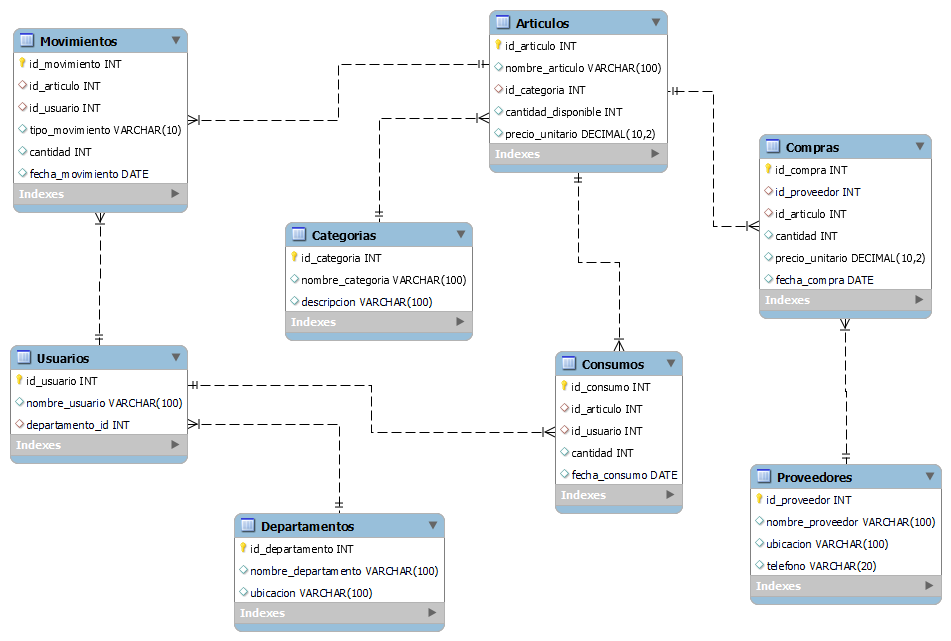 Movimientos
id_movimiento INT
id_articulo INT
id_usuario INT
tipo_movimiento VARCHAR(10)
cantidad INT
fecha_movimiento DATE
Indexes
Articulos
id_articulo INT
nombre_articulo VARCHAR(100)
id_categoria INT
cantidad_disponible INT
precio_unitario DECIMAL(10,2)
Indexes
Compras
id_compra INT
id_proveedor INT
id_articulo INT
cantidad INT
precio_unitario DECIMAL(10,2)
fecha_compra DATE
Indexes
Categorias
id_categoria INT
nombre_categoria VARCHAR(100)
descripcion VARCHAR(100)
Indexes
Usuarios
id_usuario INT
nombre_usuario VARCHAR(100)
departamento_id INT
Indexes
Consumos
id_consumo INT
id_articulo INT
id_usuario INT
cantidad INT
fecha_consumo DATE
Indexes
Departamentos
id_departamento INT
nombre_departamento VARCHAR(100)
ubicacion VARCHAR(100)
Indexes
Proveedores
id_proveedor INT
nombre_proveedor VARCHAR(100)
ubicacion VARCHAR(100)
telefono VARCHAR(20)
Indexes